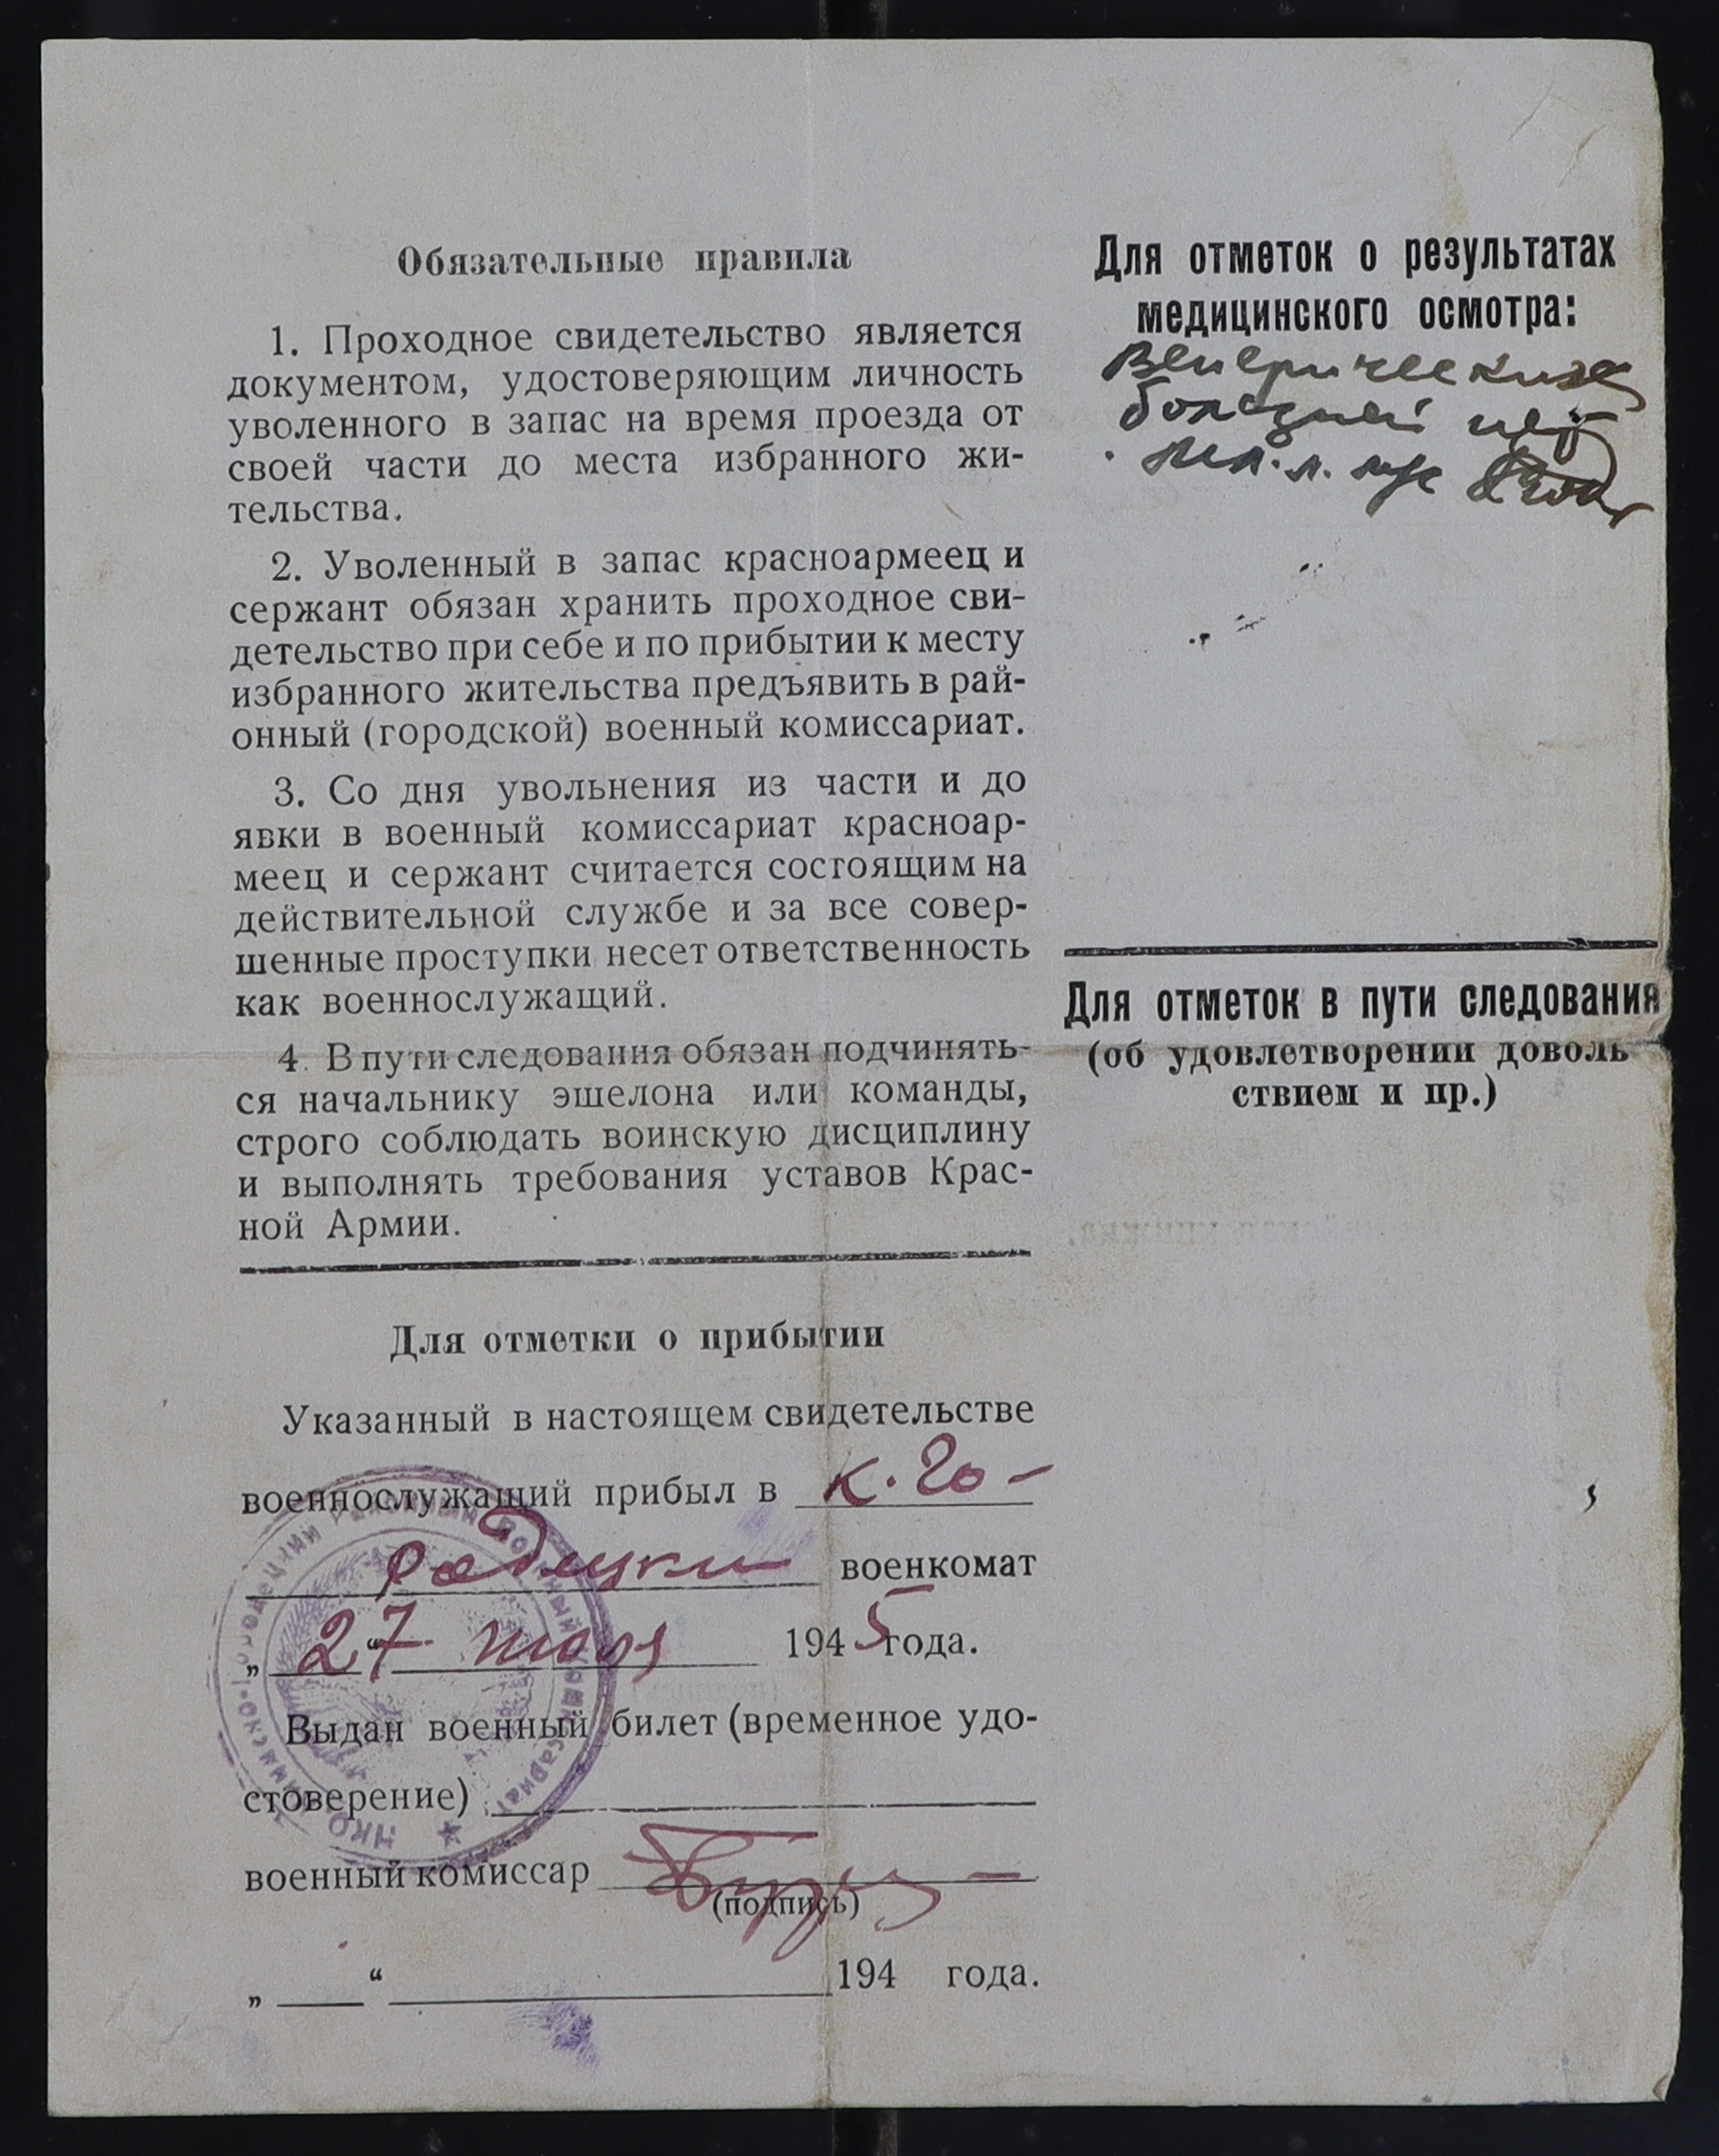 Обязательные правила
1. Проходное свидетельство является
документом, удостоверяющим личность
уволенного в запас на время проезда от
своей части до места избранного жи-
тельства.
2. Уволенный в запас красноармеец и
сержант обязан хранить проходное сви-
детельство при себе и по прибытии к месту
избранного жительства предъявить в рай-
онный (городской) военный комиссариат.
3. Со дня увольнения из части и до
явки в военный комиссариат красноар-
меец и сержант считается состоящим на
действительной службе и за все совер-
шенные проступки несет ответственность
как военнослужащий.
4. В пути следования обязан подчинять-
ся начальнику эшелона или команды,
строго соблюдать воинскую дисциплину
и выполнять требования уставов Крас-
ной Армии.
Для отметки о прибытии
Указанный в настоящем свидетельстве
военнослужащий прибыл в К. Го-
родецки военкомат
„27“ июля 1945 года.
Выдан военный билет (временное удо-
стоверение)
военный комиссар
(подпись)
„ “ 194 года.
Для отметок о результатах
медицинского осмотра:
Венерических
болезней нет
Для отметок в пути следования
(об удовлетворении доволь
ствием и пр.)